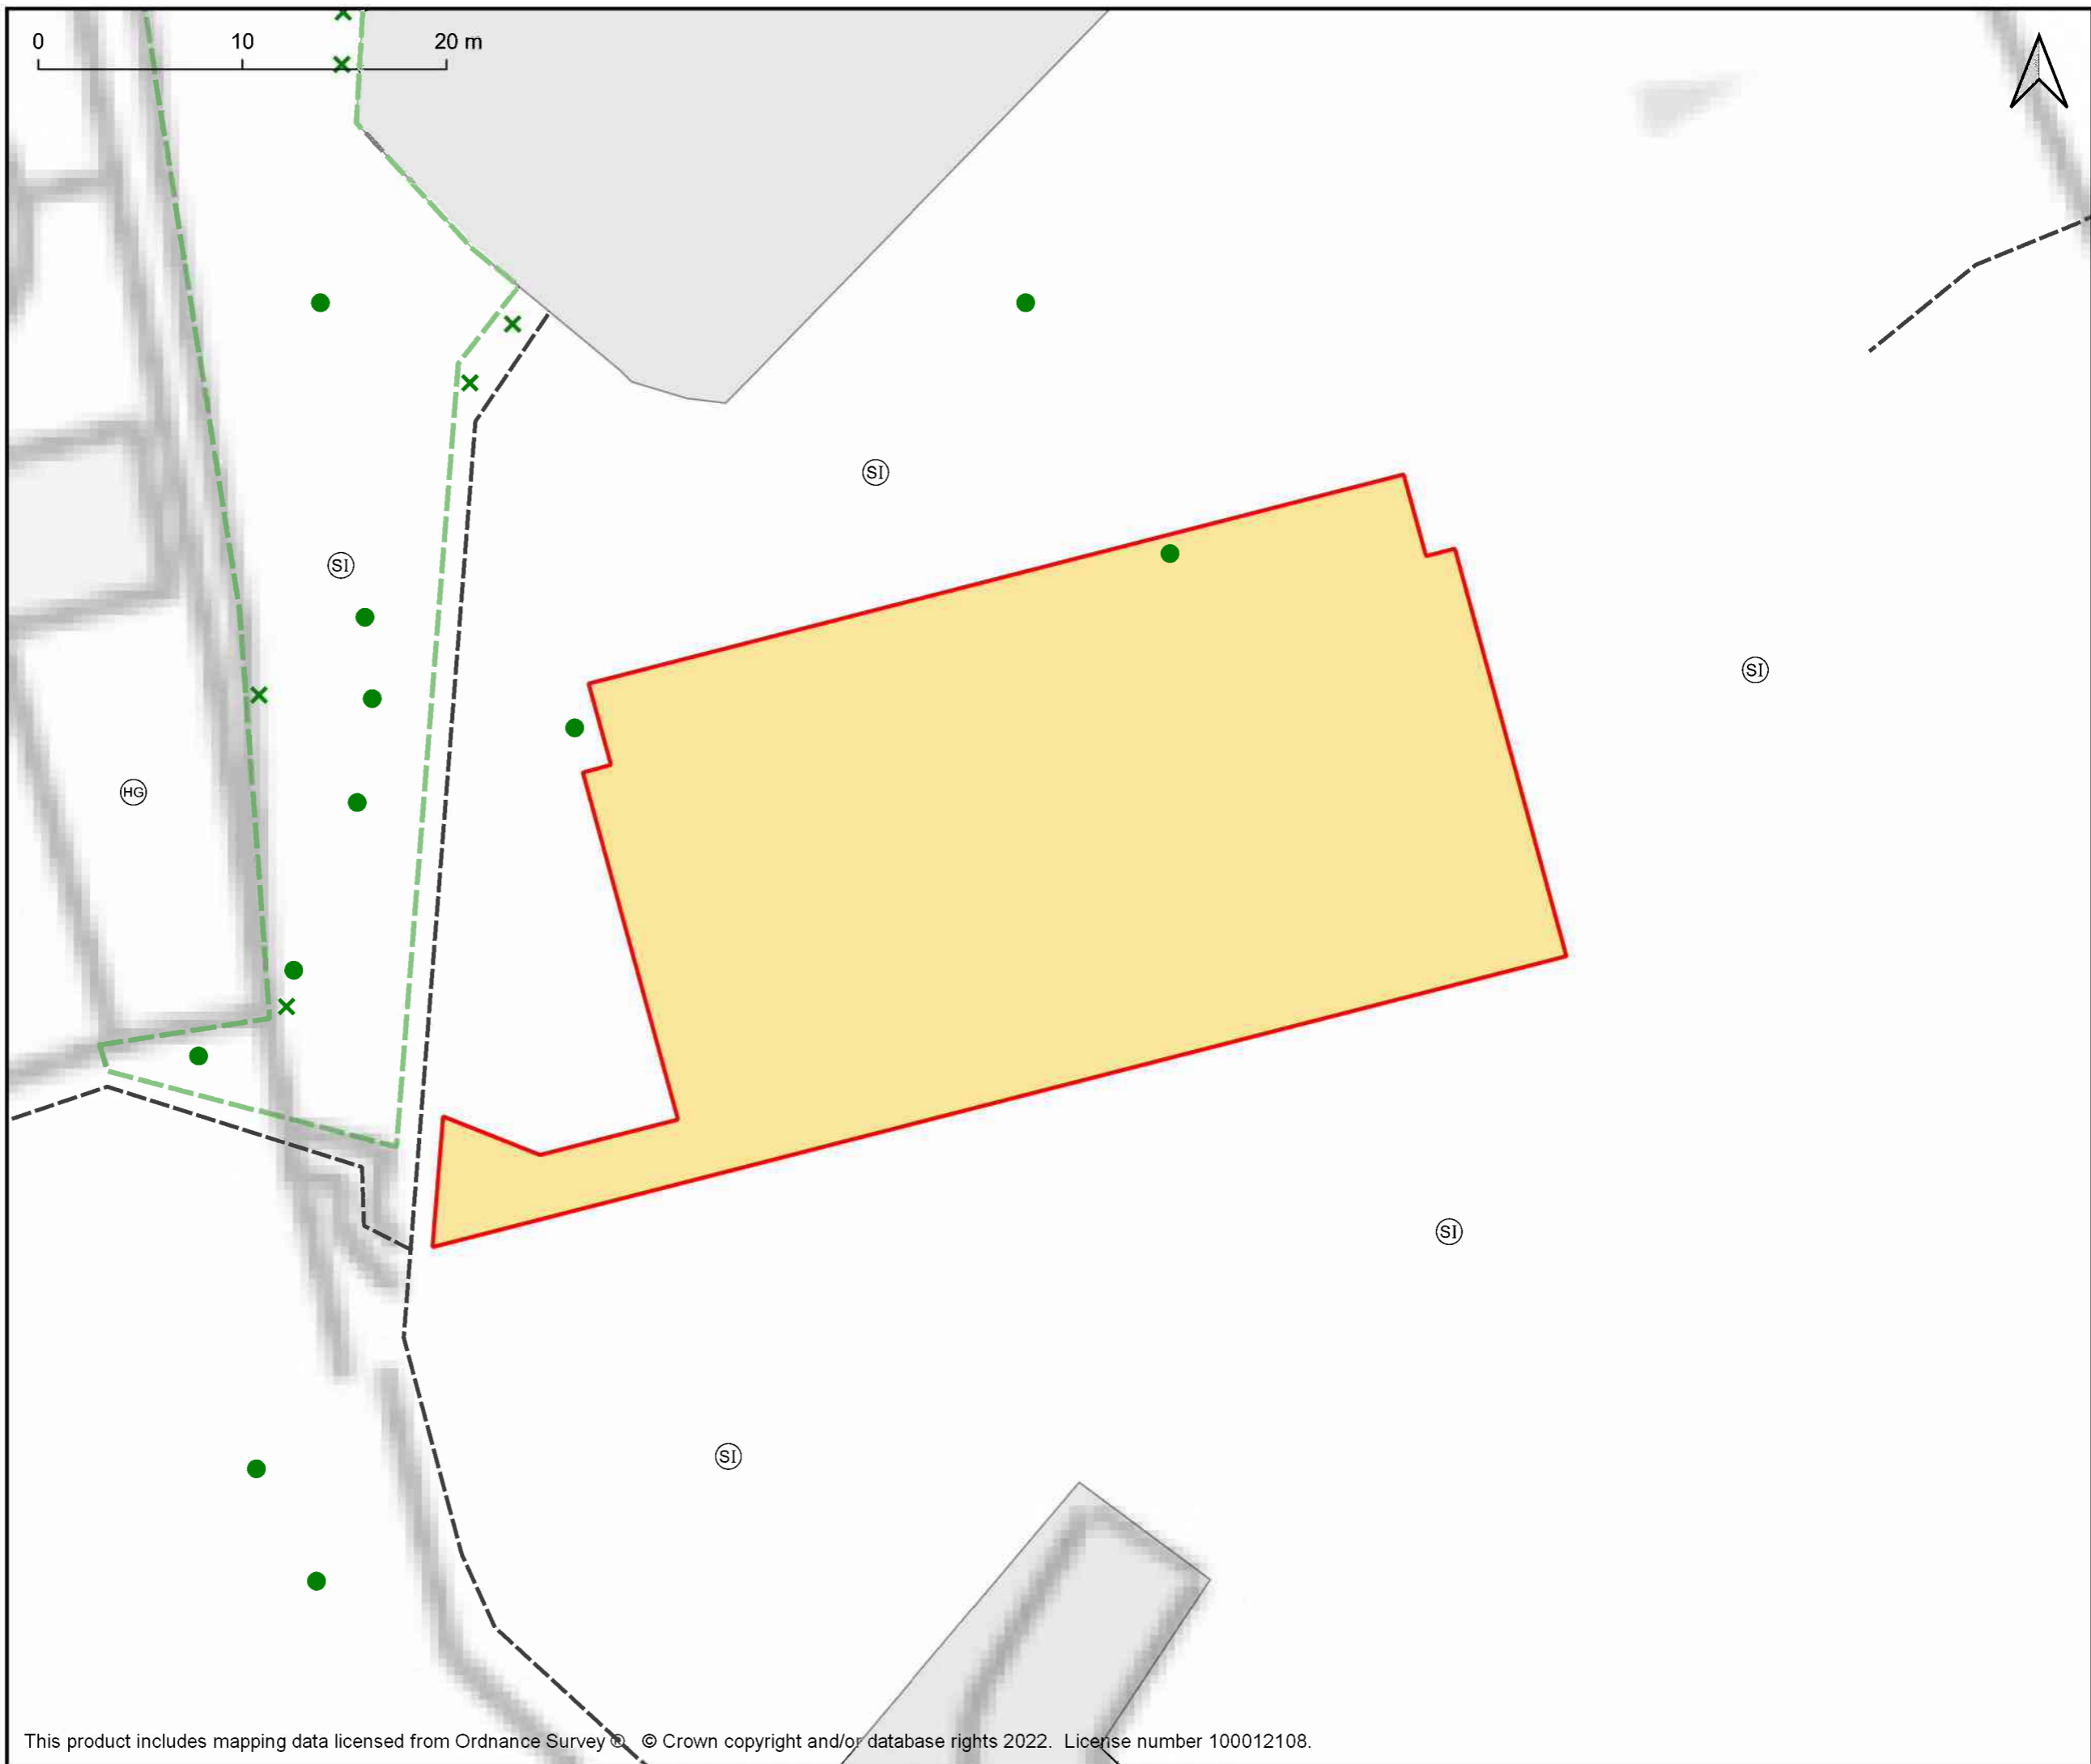 0 10 20 m
SI
SI
SI
HG
SI
SI
This product includes mapping data licensed from Ordnance Survey ®. © Crown copyright and/or database rights 2022. License number 100012108.